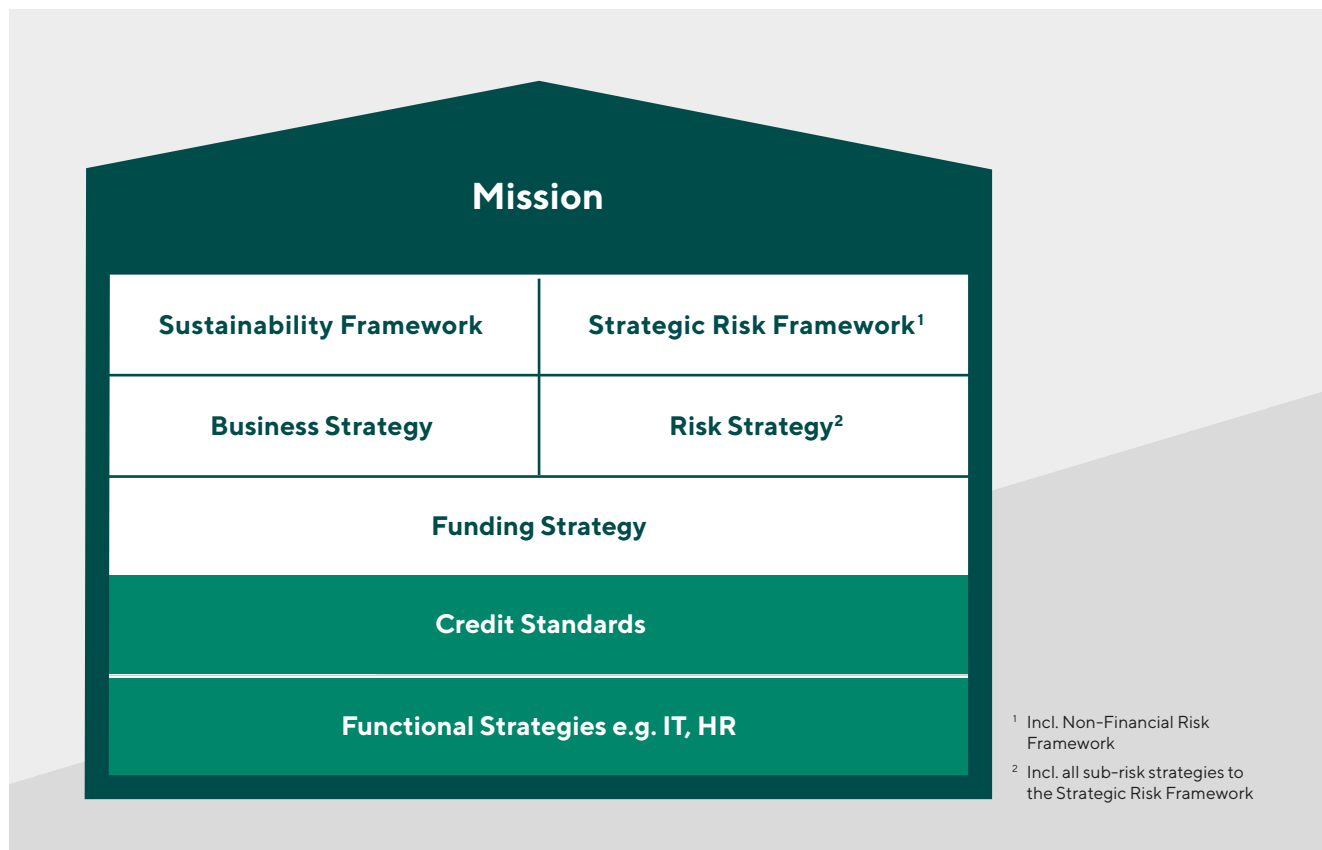 Mission
Sustainability Framework
Strategic Risk Framework¹
Business Strategy
Risk Strategy²
Funding Strategy
Credit Standards
Functional Strategies e.g. IT, HR
¹ Incl. Non-Financial Risk
Framework
² Incl. all sub-risk strategies to
the Strategic Risk Framework